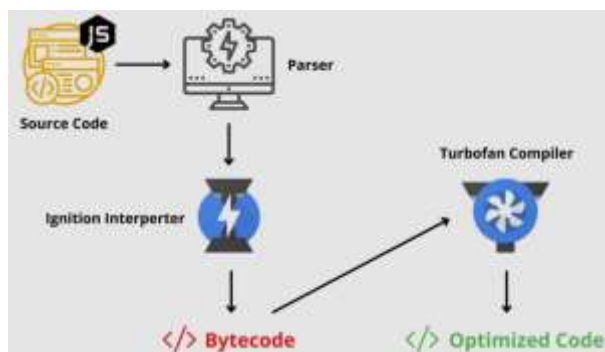 JS
Source Code
Parser
Turbofan Compiler
Ignition Interperter
</> Bytecode
</> Optimized Code